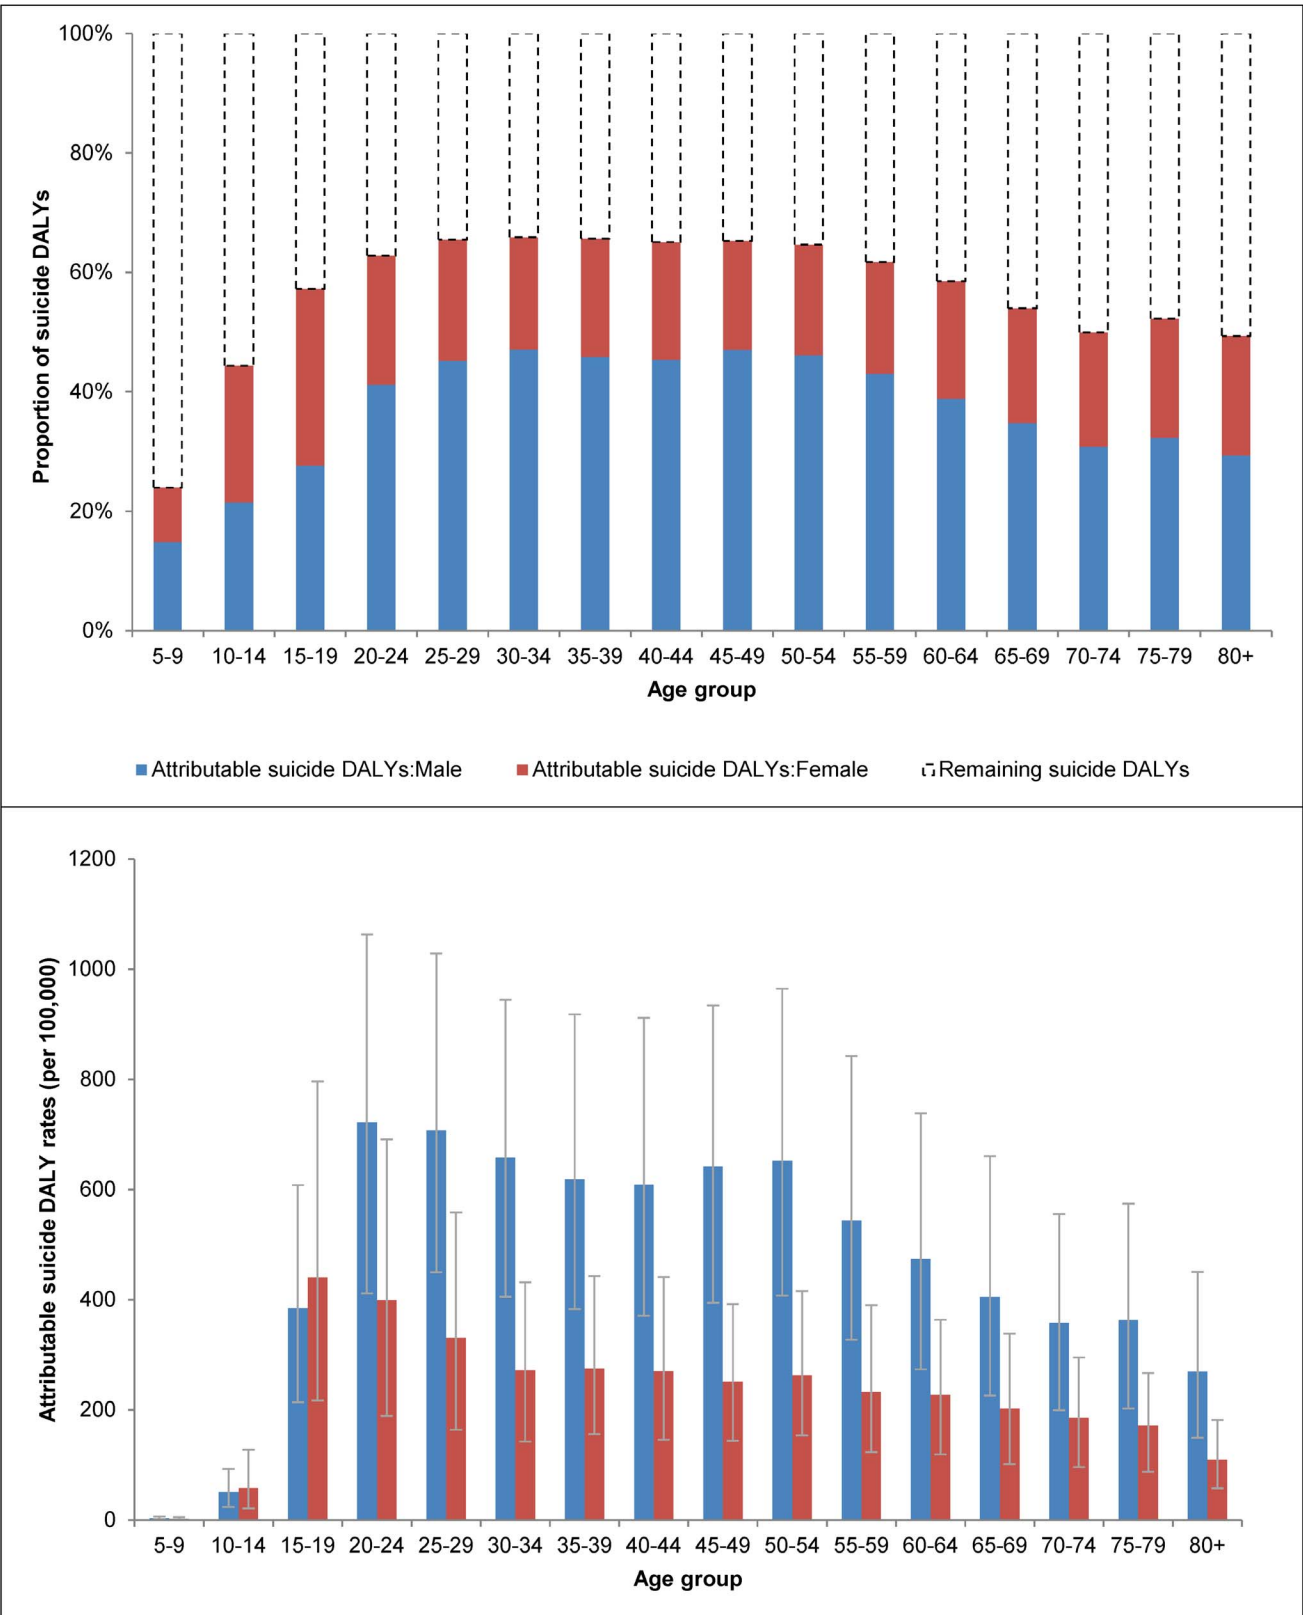 100%
80%
60%
40%
20%
0%
Proportion of suicide DALYs
5-9 10-14 15-19 20-24 25-29 30-34 35-39 40-44 45-49 50-54 55-59 60-64 65-69 70-74 75-79 80+
Age group
Attributable suicide DALYs:Male Attributable suicide DALYs:Female Remaining suicide DALYs
1200
1000
800
600
400
200
0
Attributable suicide DALY rates (per 100,000)
5-9 10-14 15-19 20-24 25-29 30-34 35-39 40-44 45-49 50-54 55-59 60-64 65-69 70-74 75-79 80+
Age group